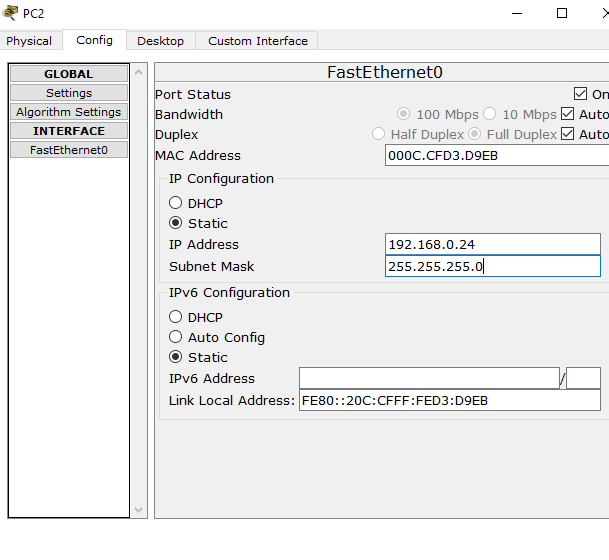 PC2
Physical Config Desktop Custom Interface
GLOBAL
Settings
Algorithm Settings
INTERFACE
FastEthernet0
FastEthernet0
Port Status On
Bandwidth 100 Mbps 10 Mbps Auto
Duplex Half Duplex Full Duplex Auto
MAC Address 000C.CFD3.D9EB
IP Configuration
DHCP
Static
IP Address 192.168.0.24
Subnet Mask 255.255.255.0
IPv6 Configuration
DHCP
Auto Config
Static
IPv6 Address /
Link Local Address: FE80::20C:CFFF:FED3:D9EB